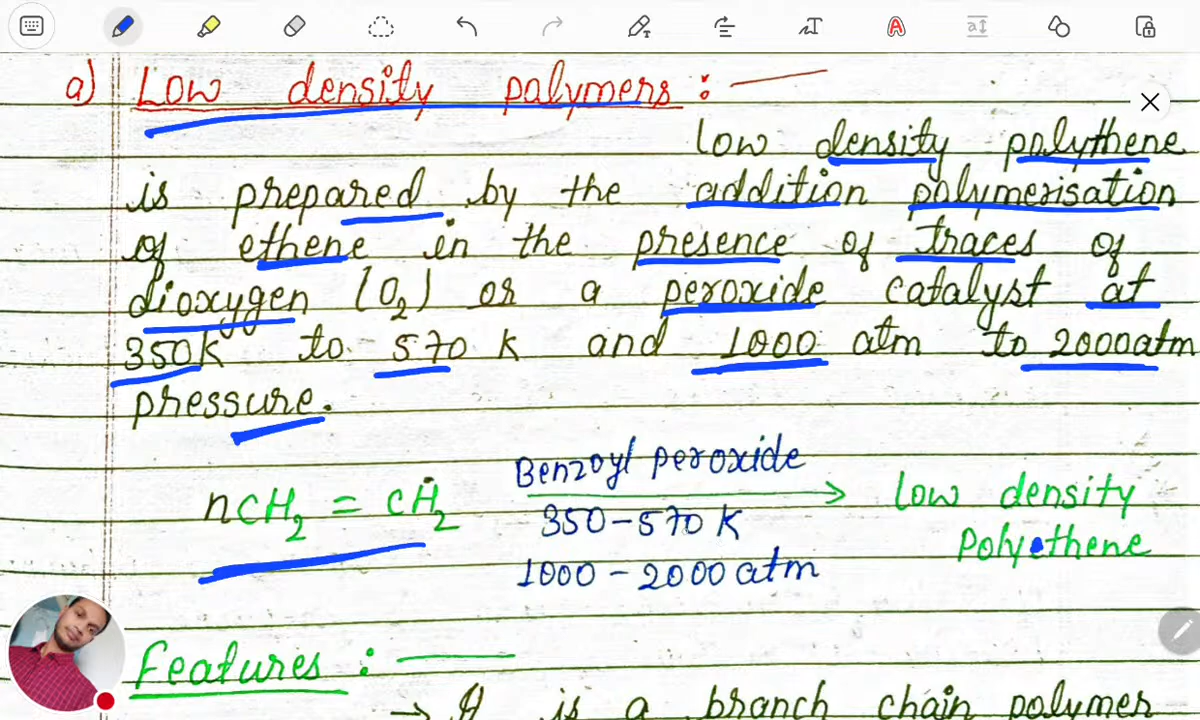 a) Low density polymers : —
low density polythene
is prepared by the addition polymerisation
of ethene in the presence of traces of
dioxygen (O₂) or a peroxide catalyst at
350K to 570 K and 1000 atm to 2000atm
pressure.
nCH₂ = CH₂ Benzoyl peroxide → low density
350-570 K Polyethene
1000 - 2000 atm
Features : —
→ It is a branch chain polymer